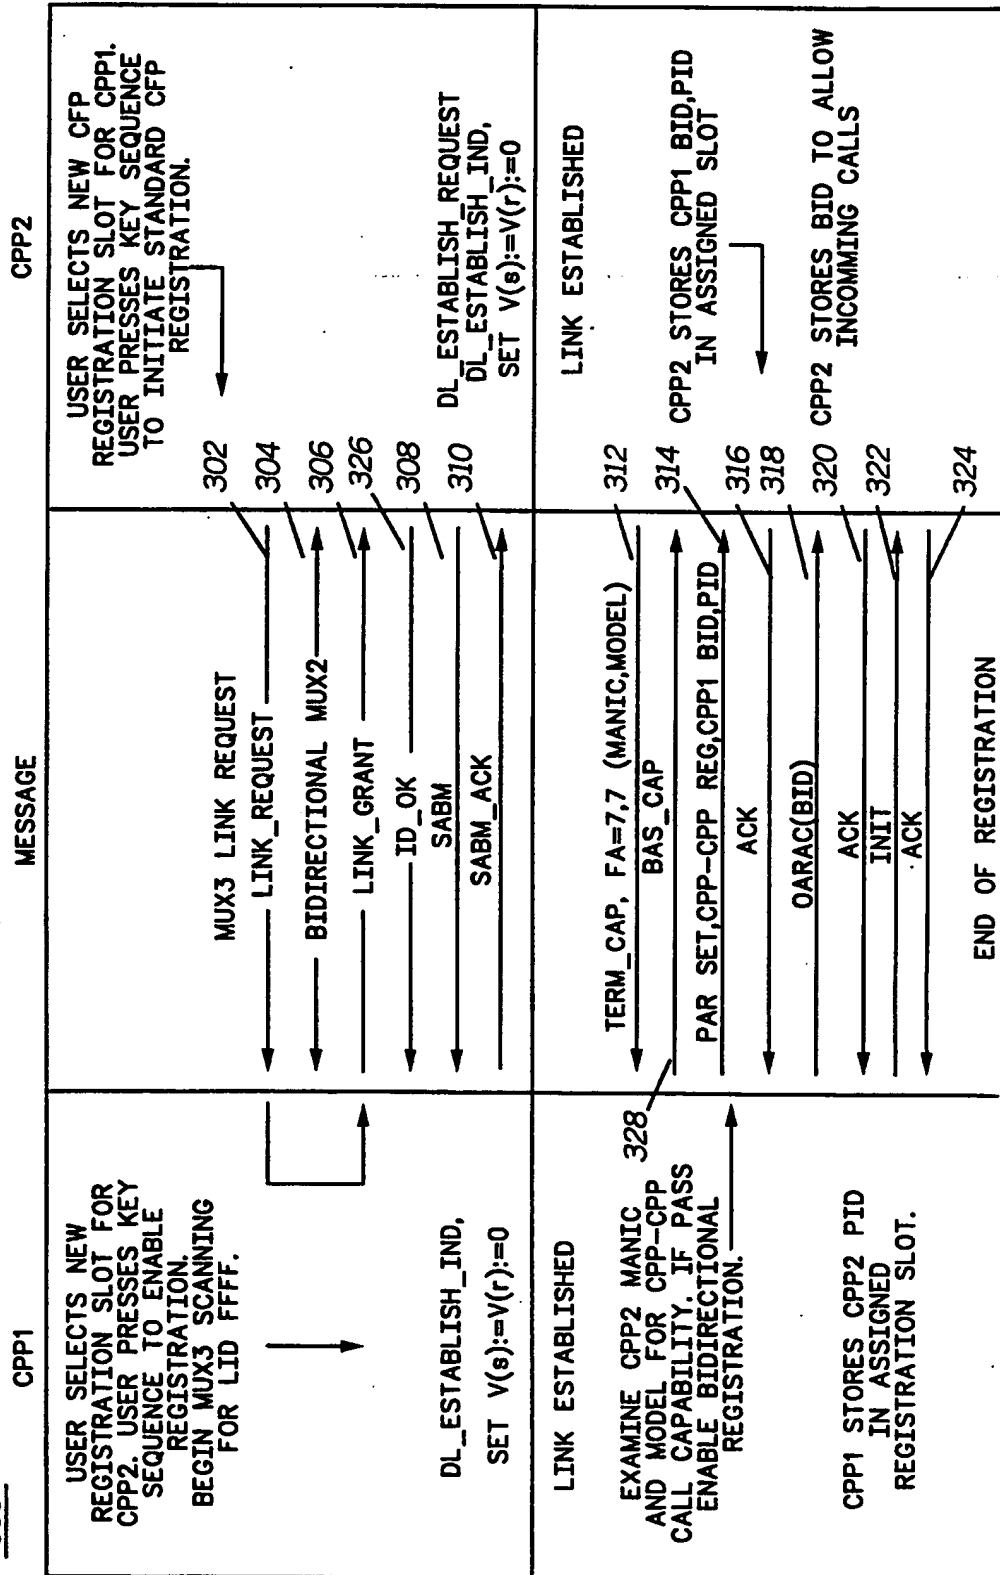 CPP1
MESSAGE
CPP2
USER SELECTS NEW
REGISTRATION SLOT FOR
CPP2. USER PRESSES KEY
SEQUENCE TO ENABLE
REGISTRATION.
BEGIN MUX3 SCANNING
FOR LID FFFF.
DL_ESTABLISH_IND,
SET V(s):=V(r):=0
MUX3 LINK REQUEST
LINK_REQUEST
BIDIRECTIONAL MUX2
LINK_GRANT
ID_OK
SABM
SABM_ACK
302
304
306
326
308
310
USER SELECTS NEW CFP
REGISTRATION SLOT FOR CPP1.
USER PRESSES KEY SEQUENCE
TO INITIATE STANDARD CFP
REGISTRATION.
DL_ESTABLISH_REQUEST
DL_ESTABLISH_IND,
SET V(s):=V(r):=0
LINK ESTABLISHED
EXAMINE CPP2 MANIC
AND MODEL FOR CPP-CPP
CALL CAPABILITY. IF PASS
ENABLE BIDIRECTIONAL
REGISTRATION.
CPP1 STORES CPP2 PID
IN ASSIGNED
REGISTRATION SLOT.
328
TERM_CAP, FA=7,7 (MANIC,MODEL)
BAS_CAP
PAR SET,CPP-CPP REG,CPP1 BID,PID
ACK
OARAC(BID)
ACK
INIT
ACK
END OF REGISTRATION
312
314
316
318
320
322
324
LINK ESTABLISHED
CPP2 STORES CPP1 BID,PID
IN ASSIGNED SLOT
CPP2 STORES BID TO ALLOW
INCOMMING CALLS